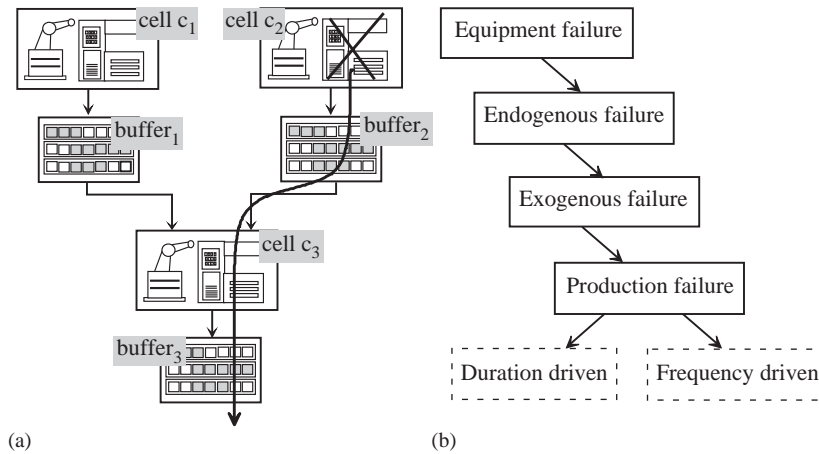 cell c₁
cell c₂
buffer₁
buffer₂
cell c₃
buffer₃
(a)
Equipment failure
Endogenous failure
Exogenous failure
Production failure
Duration driven
Frequency driven
(b)